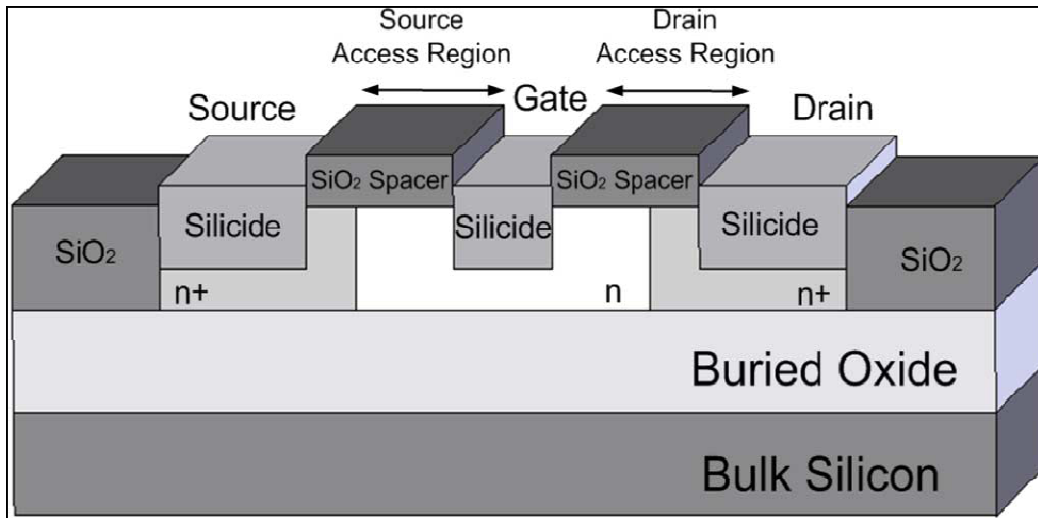 Source
Access Region
Drain
Access Region
Source
Gate
Drain
SiO₂ Spacer
SiO₂ Spacer
SiO₂
Silicide
Silicide
Silicide
SiO₂
n+
n
n+
Buried Oxide
Bulk Silicon